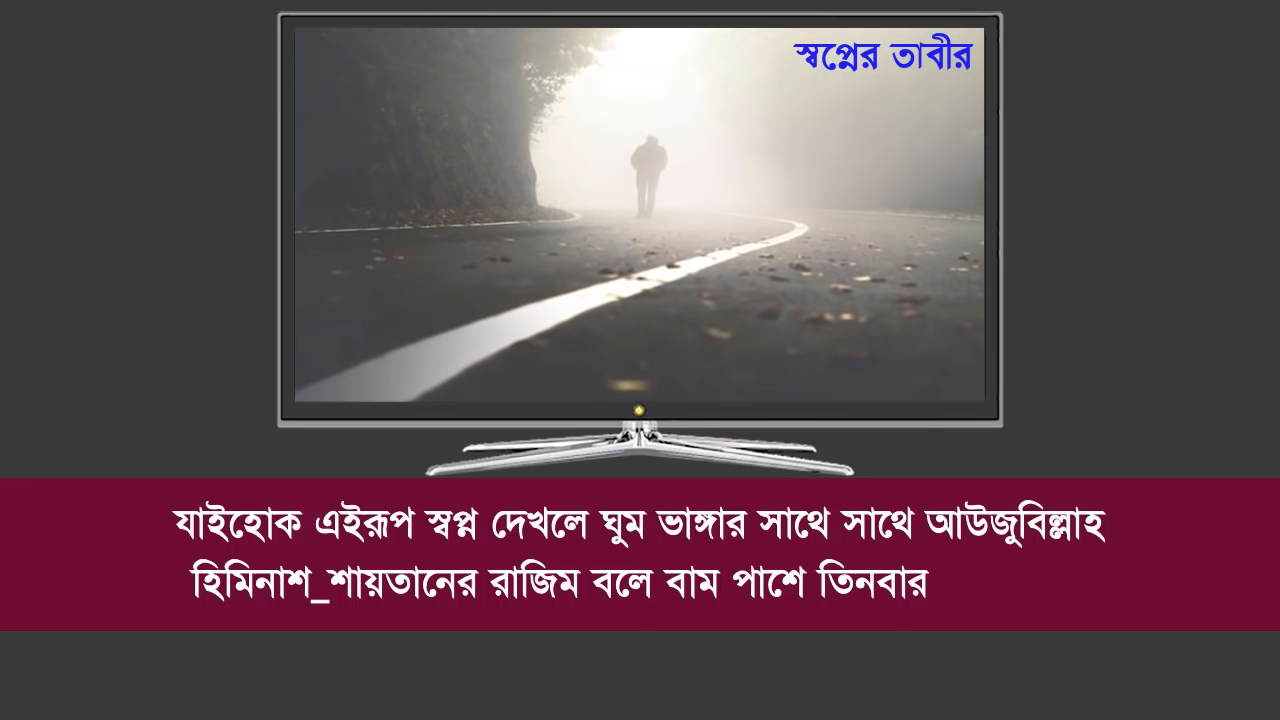 স্বপ্নের তাবীর
যাইহোক এইরূপ স্বপ্ন দেখলে ঘুম ভাঙ্গার সাথে সাথে আউজুবিল্লাহ
হিমিনাশ_শায়তানের রাজিম বলে বাম পাশে তিনবার